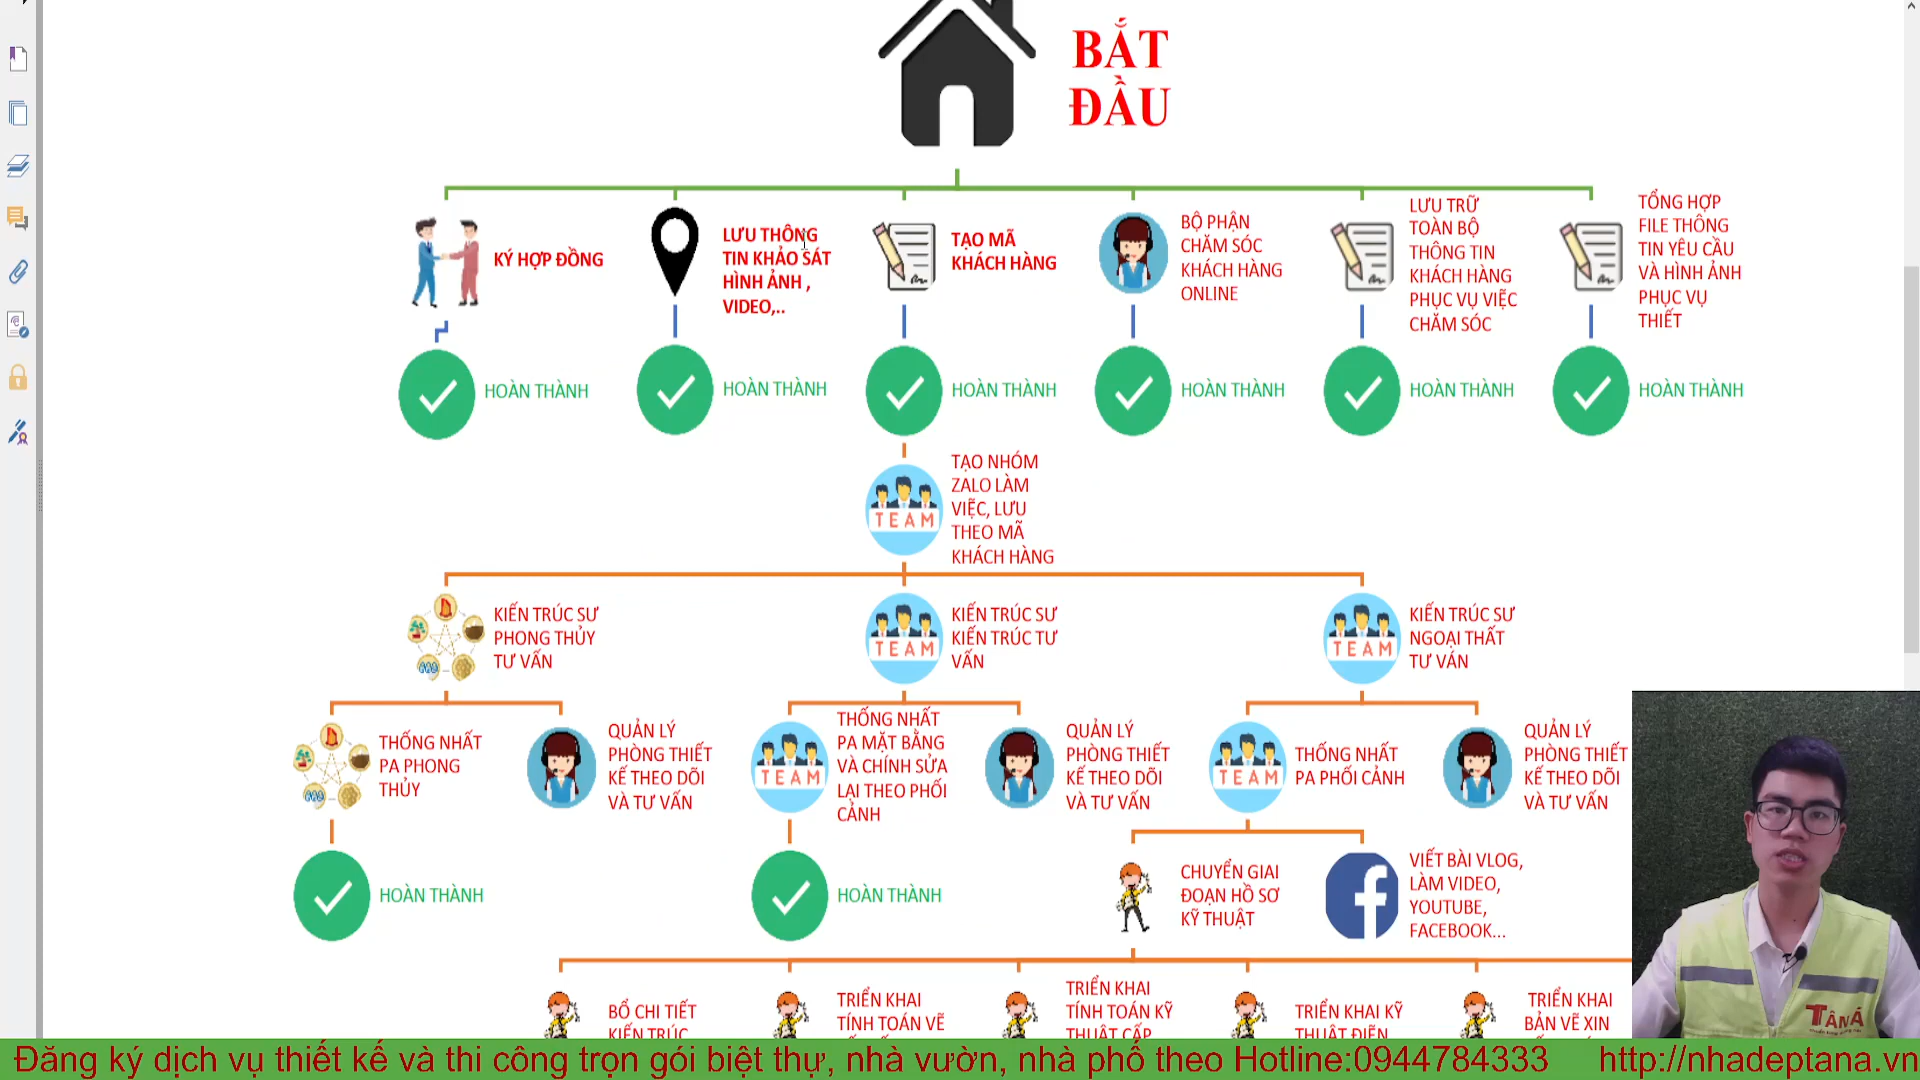 BẮT
ĐẦU
KÝ HỢP ĐỒNG
LƯU THÔNG
TIN KHẢO SÁT
HÌNH ẢNH ,
VIDEO,..
TẠO MÃ
KHÁCH HÀNG
BỘ PHẬN
CHĂM SÓC
KHÁCH HÀNG
ONLINE
LƯU TRỮ
TOÀN BỘ
THÔNG TIN
KHÁCH HÀNG
PHỤC VỤ VIỆC
CHĂM SÓC
TỔNG HỢP
FILE THÔNG
TIN YÊU CẦU
VÀ HÌNH ẢNH
PHỤC VỤ
THIẾT
HOÀN THÀNH
HOÀN THÀNH
HOÀN THÀNH
HOÀN THÀNH
HOÀN THÀNH
HOÀN THÀNH
TEAM
TẠO NHÓM
ZALO LÀM
VIỆC, LƯU
THEO MÃ
KHÁCH HÀNG
KIẾN TRÚC SƯ
PHONG THỦY
TƯ VẤN
TEAM
KIẾN TRÚC SƯ
KIẾN TRÚC TƯ
VẤN
TEAM
KIẾN TRÚC SƯ
NGOẠI THẤT
TƯ VÁN
THỐNG NHẤT
PA PHONG
THỦY
QUẢN LÝ
PHÒNG THIẾT
KẾ THEO DÕI
VÀ TƯ VẤN
TEAM
THỐNG NHẤT
PA MẶT BẰNG
VÀ CHÍNH SỬA
LẠI THEO PHỐI
CẢNH
QUẢN LÝ
PHÒNG THIẾT
KẾ THEO DÕI
VÀ TƯ VẤN
TEAM
THỐNG NHẤT
PA PHỐI CẢNH
QUẢN LÝ
PHÒNG THIẾT
KẾ THEO DÕI
VÀ TƯ VẤN
HOÀN THÀNH
HOÀN THÀNH
CHUYỂN GIAI
ĐOẠN HỒ SƠ
KỸ THUẬT
VIẾT BÀI VLOG,
LÀM VIDEO,
YOUTUBE,
FACEBOOK...
BỔ CHI TIẾT
KIẾN TRÚC
TRIỂN KHAI
TÍNH TOÁN VẼ
TRIỂN KHAI
TÍNH TOÁN KỸ
THUẬT CẤP
TRIỂN KHAI KỸ
THUẬT ĐIỆN
TRIỂN KHAI
BẢN VẼ XIN
TÂN Á
Đăng ký dịch vụ thiết kế và thi công trọn gói biệt thự, nhà vườn, nhà phố theo Hotline:0944784333 http://nhadeptana.vn